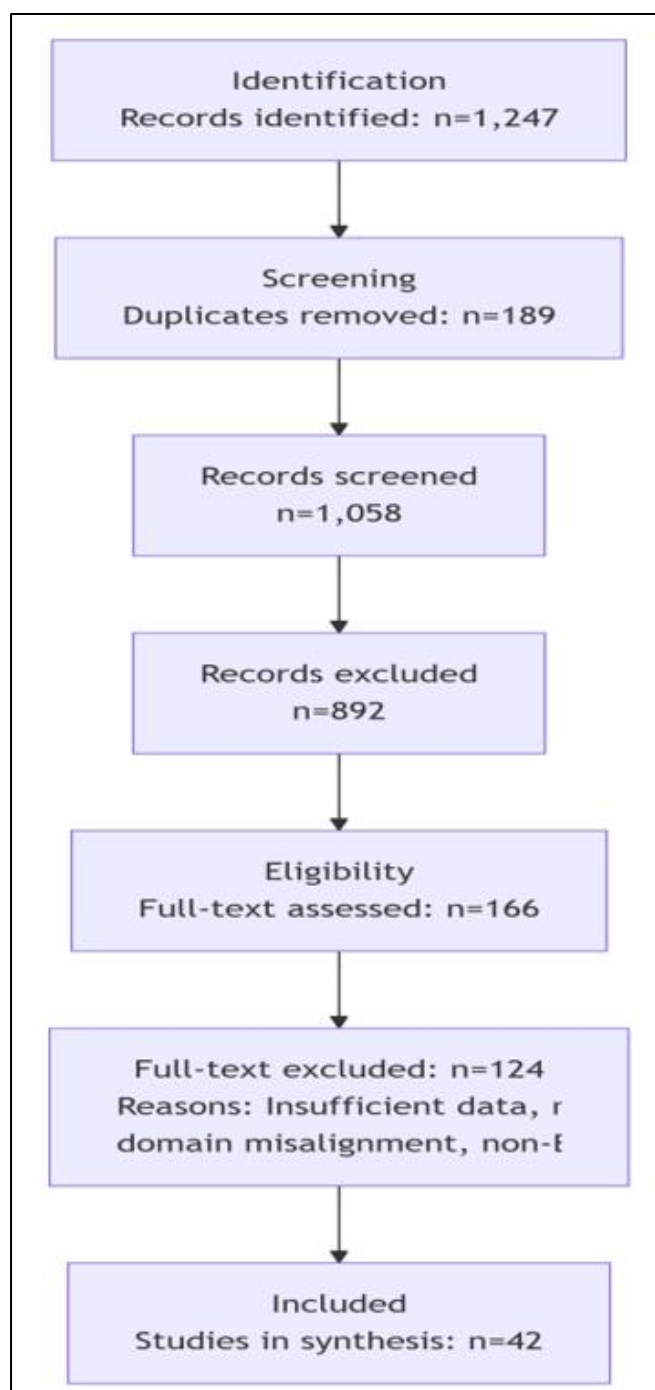 Identification
Records identified: n=1,247
Screening
Duplicates removed: n=189
Records screened
n=1,058
Records excluded
n=892
Eligibility
Full-text assessed: n=166
Full-text excluded: n=124
Reasons: Insufficient data,
domain misalignment,
Included
Studies in synthesis: n=42